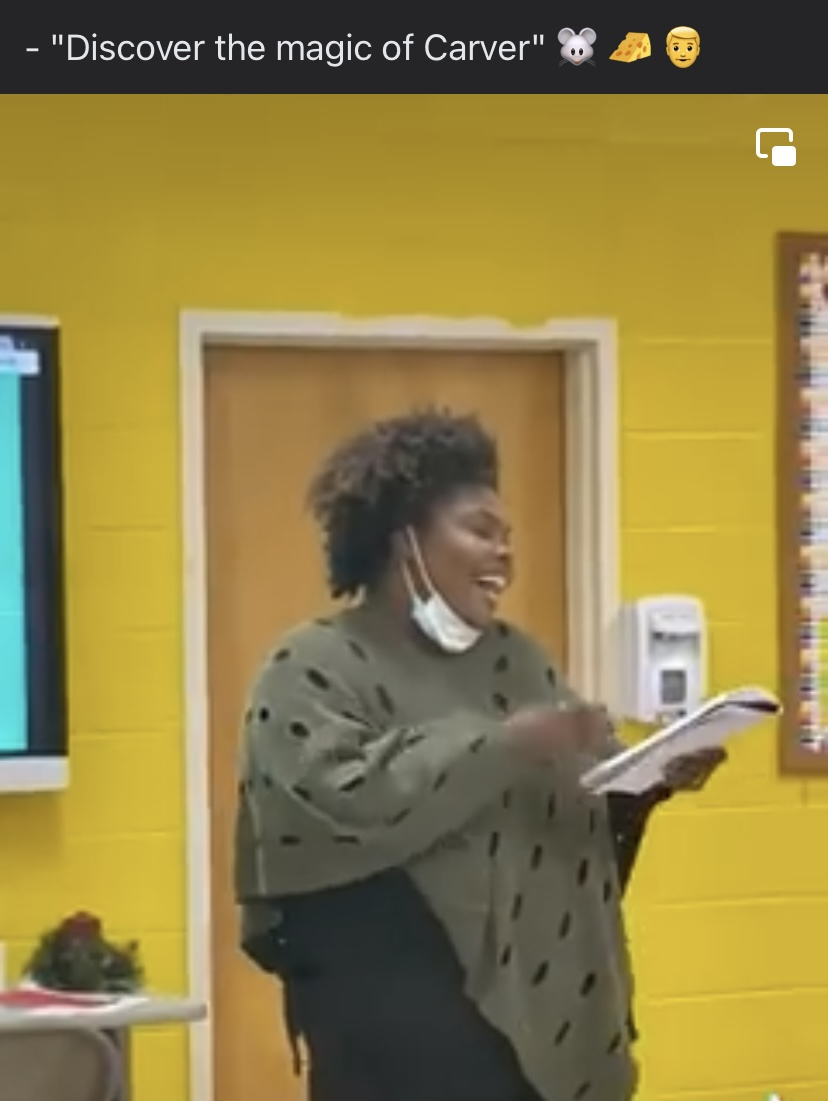 - "Discover the magic of Carver" 🐭 🧀 👨